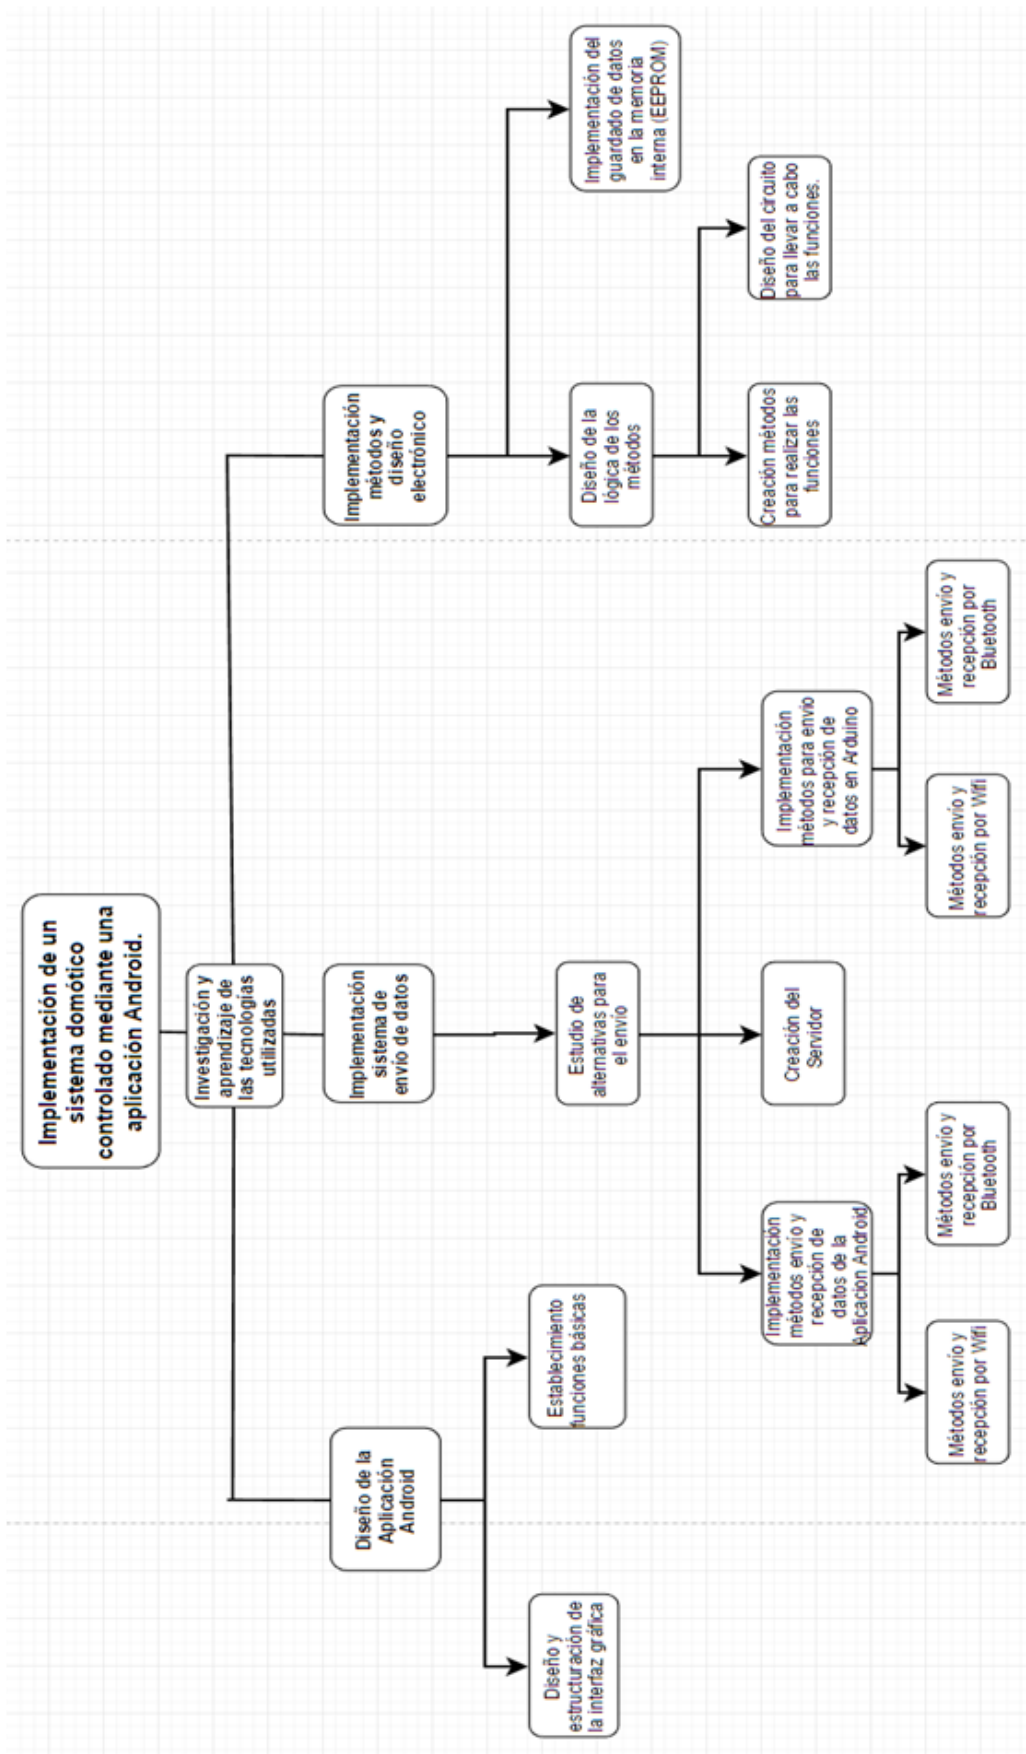 Implementación de un
sistema domótico
controlado mediante una
aplicación Android.
Investigación y
aprendizaje de
las tecnologías
utilizadas
Diseño de la
Aplicación
Android
Implementación
sistema de
envío de datos
Implementación
métodos y
diseño
electrónico
Diseño y
estructuración de
la interfaz gráfica
Establecimiento
funciones básicas
Estudio de
alternativas para
el envío
Diseño de la
lógica de los
métodos
Implementación del
guardado de datos
en la memoria
interna (EEPROM)
Implementación
métodos envío y
recepción de
datos de la
Aplicacion Android
Creación del
Servidor
Implementación
métodos para envio
y recepción de
datos en Arduino
Creación métodos
para realizar las
funciones
Diseño del circuito
para llevar a cabo
las funciones.
Métodos envío y
recepción por Wifi
Métodos envío y
recepción por
Bluetooth
Métodos envío y
recepción por Wifi
Métodos envío y
recepción por
Bluetooth